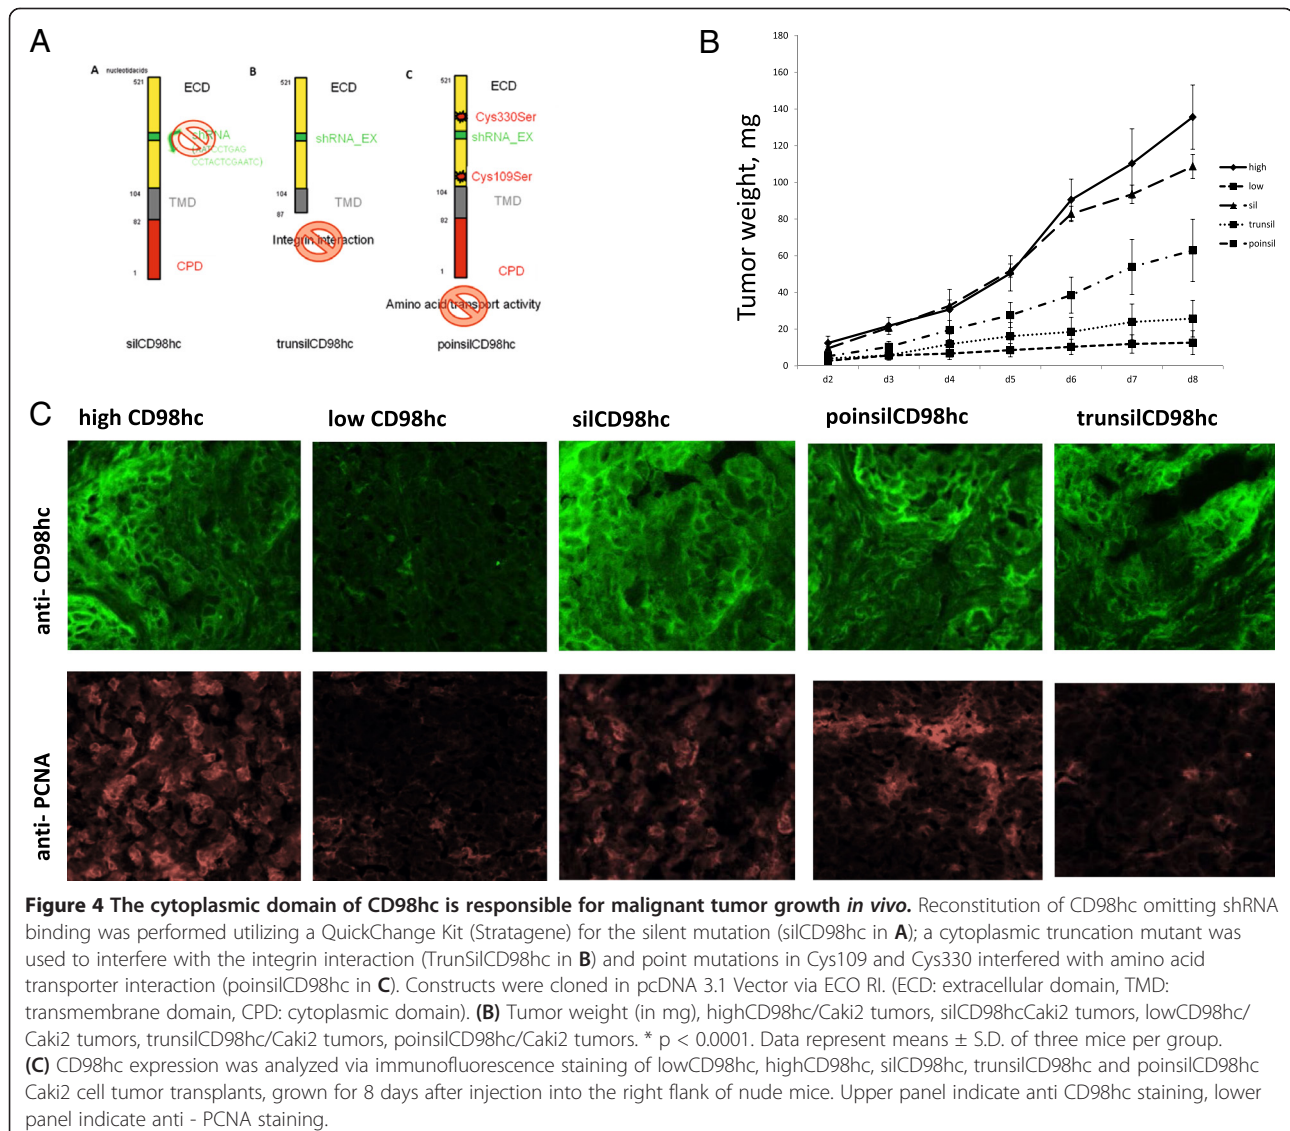 A
A nucleotidacids
521
ECD
shRNA
CCTACTCGAATC)
104
TMD
82
CPD
1
silCD98hc
B
521
ECD
shRNA_EX
104
TMD
87
Integrin interaction
trunsilCD98hc
C
521
ECD
Cys330Ser
shRNA_EX
Cys109Ser
104
TMD
82
CPD
1
Amino acid transport activity
poinsilCD98hc
B
Tumor weight, mg
180
160
140
120
100
80
60
40
20
0
d2 d3 d4 d5 d6 d7 d8
high
low
sil
trunsil
poinsil
C
high CD98hc low CD98hc silCD98hc poinsilCD98hc trunsilCD98hc
anti- CD98hc
anti- PCNA
Figure 4 The cytoplasmic domain of CD98hc is responsible for malignant tumor growth in vivo. Reconstitution of CD98hc omitting shRNA
binding was performed utilizing a QuickChange Kit (Stratagene) for the silent mutation (silCD98hc in A); a cytoplasmic truncation mutant was
used to interfere with the integrin interaction (TrunSilCD98hc in B) and point mutations in Cys109 and Cys330 interfered with amino acid
transporter interaction (poinsilCD98hc in C). Constructs were cloned in pcDNA 3.1 Vector via ECO RI. (ECD: extracellular domain, TMD:
transmembrane domain, CPD: cytoplasmic domain). (B) Tumor weight (in mg), highCD98hc/Caki2 tumors, silCD98hcCaki2 tumors, lowCD98hc/
Caki2 tumors, trunsilCD98hc/Caki2 tumors, poinsilCD98hc/Caki2 tumors. * p < 0.0001. Data represent means ± S.D. of three mice per group.
(C) CD98hc expression was analyzed via immunofluorescence staining of lowCD98hc, highCD98hc, silCD98hc, trunsilCD98hc and poinsilCD98hc
Caki2 cell tumor transplants, grown for 8 days after injection into the right flank of nude mice. Upper panel indicate anti CD98hc staining, lower
panel indicate anti - PCNA staining.